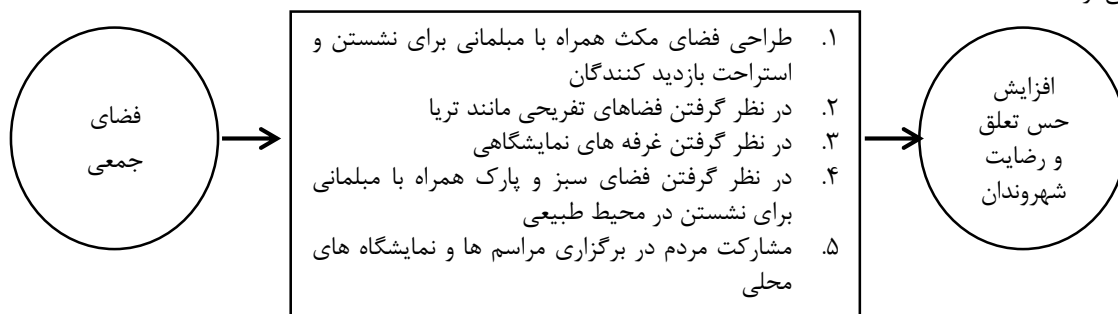 فضای
جمعی
۱. طراحی فضای مکث همراه با مبلمانی برای نشستن و
استراحت بازدید کنندگان
۲. در نظر گرفتن فضاهای تفریحی مانند تریا
۳. در نظر گرفتن غرفه های نمایشگاهی
۴. در نظر گرفتن فضای سبز و پارک همراه با مبلمانی
برای نشستن در محیط طبیعی
۵. مشارکت مردم در برگزاری مراسم ها و نمایشگاه های
محلی
افزایش
حس تعلق
و رضایت
شهروندان